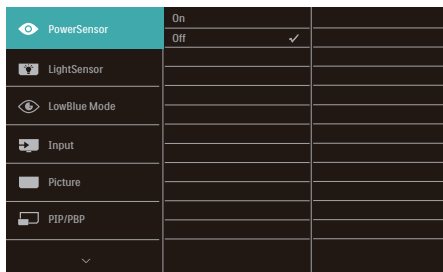 PowerSensor
On
Off
LightSensor
LowBlue Mode
Input
Picture
PIP/PBP